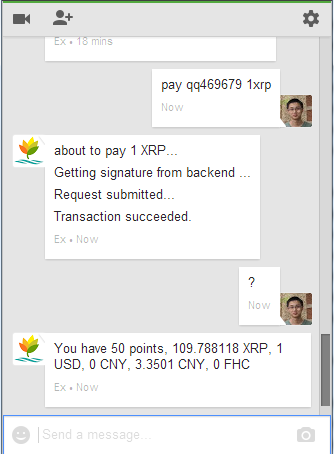 Ex • 18 mins
pay qq469679 1xrp
Now
about to pay 1 XRP...
Getting signature from backend ...
Request submitted...
Transaction succeeded.
Ex • Now
?
Now
You have 50 points, 109.788118 XRP, 1
USD, 0 CNY, 3.3501 CNY, 0 FHC
Ex • Now
Send a message...